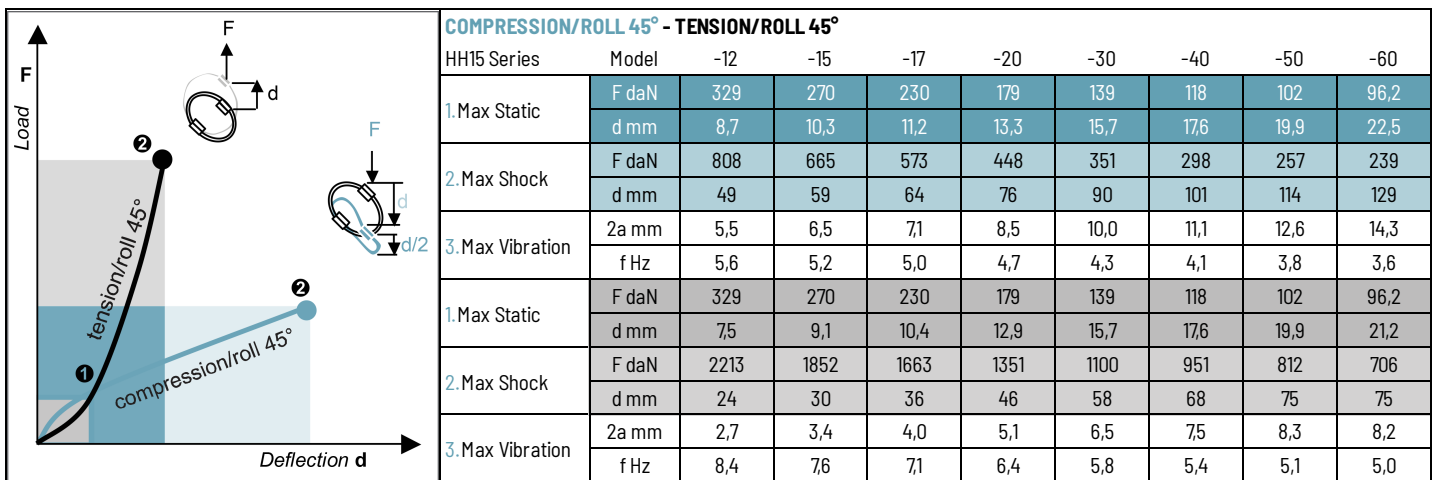 F
Load
F
d
F
d
d/2
❷
❷
❶
tension/roll 45°
compression/roll 45°
Deflection d
COMPRESSION/ROLL 45° - TENSION/ROLL 45°
HH15 Series Model -12 -15 -17 -20 -30 -40 -50 -60
1.Max Static
F daN 329 270 230 179 139 118 102 96,2
d mm 8,7 10,3 11,2 13,3 15,7 17,6 19,9 22,5
2.Max Shock
F daN 808 665 573 448 351 298 257 239
d mm 49 59 64 76 90 101 114 129
3.Max Vibration
2a mm 5,5 6,5 7,1 8,5 10,0 11,1 12,6 14,3
f Hz 5,6 5,2 5,0 4,7 4,3 4,1 3,8 3,6
1.Max Static
F daN 329 270 230 179 139 118 102 96,2
d mm 7,5 9,1 10,4 12,9 15,7 17,6 19,9 21,2
2.Max Shock
F daN 2213 1852 1663 1351 1100 951 812 706
d mm 24 30 36 46 58 68 75 75
3.Max Vibration
2a mm 2,7 3,4 4,0 5,1 6,5 7,5 8,3 8,2
f Hz 8,4 7,6 7,1 6,4 5,8 5,4 5,1 5,0